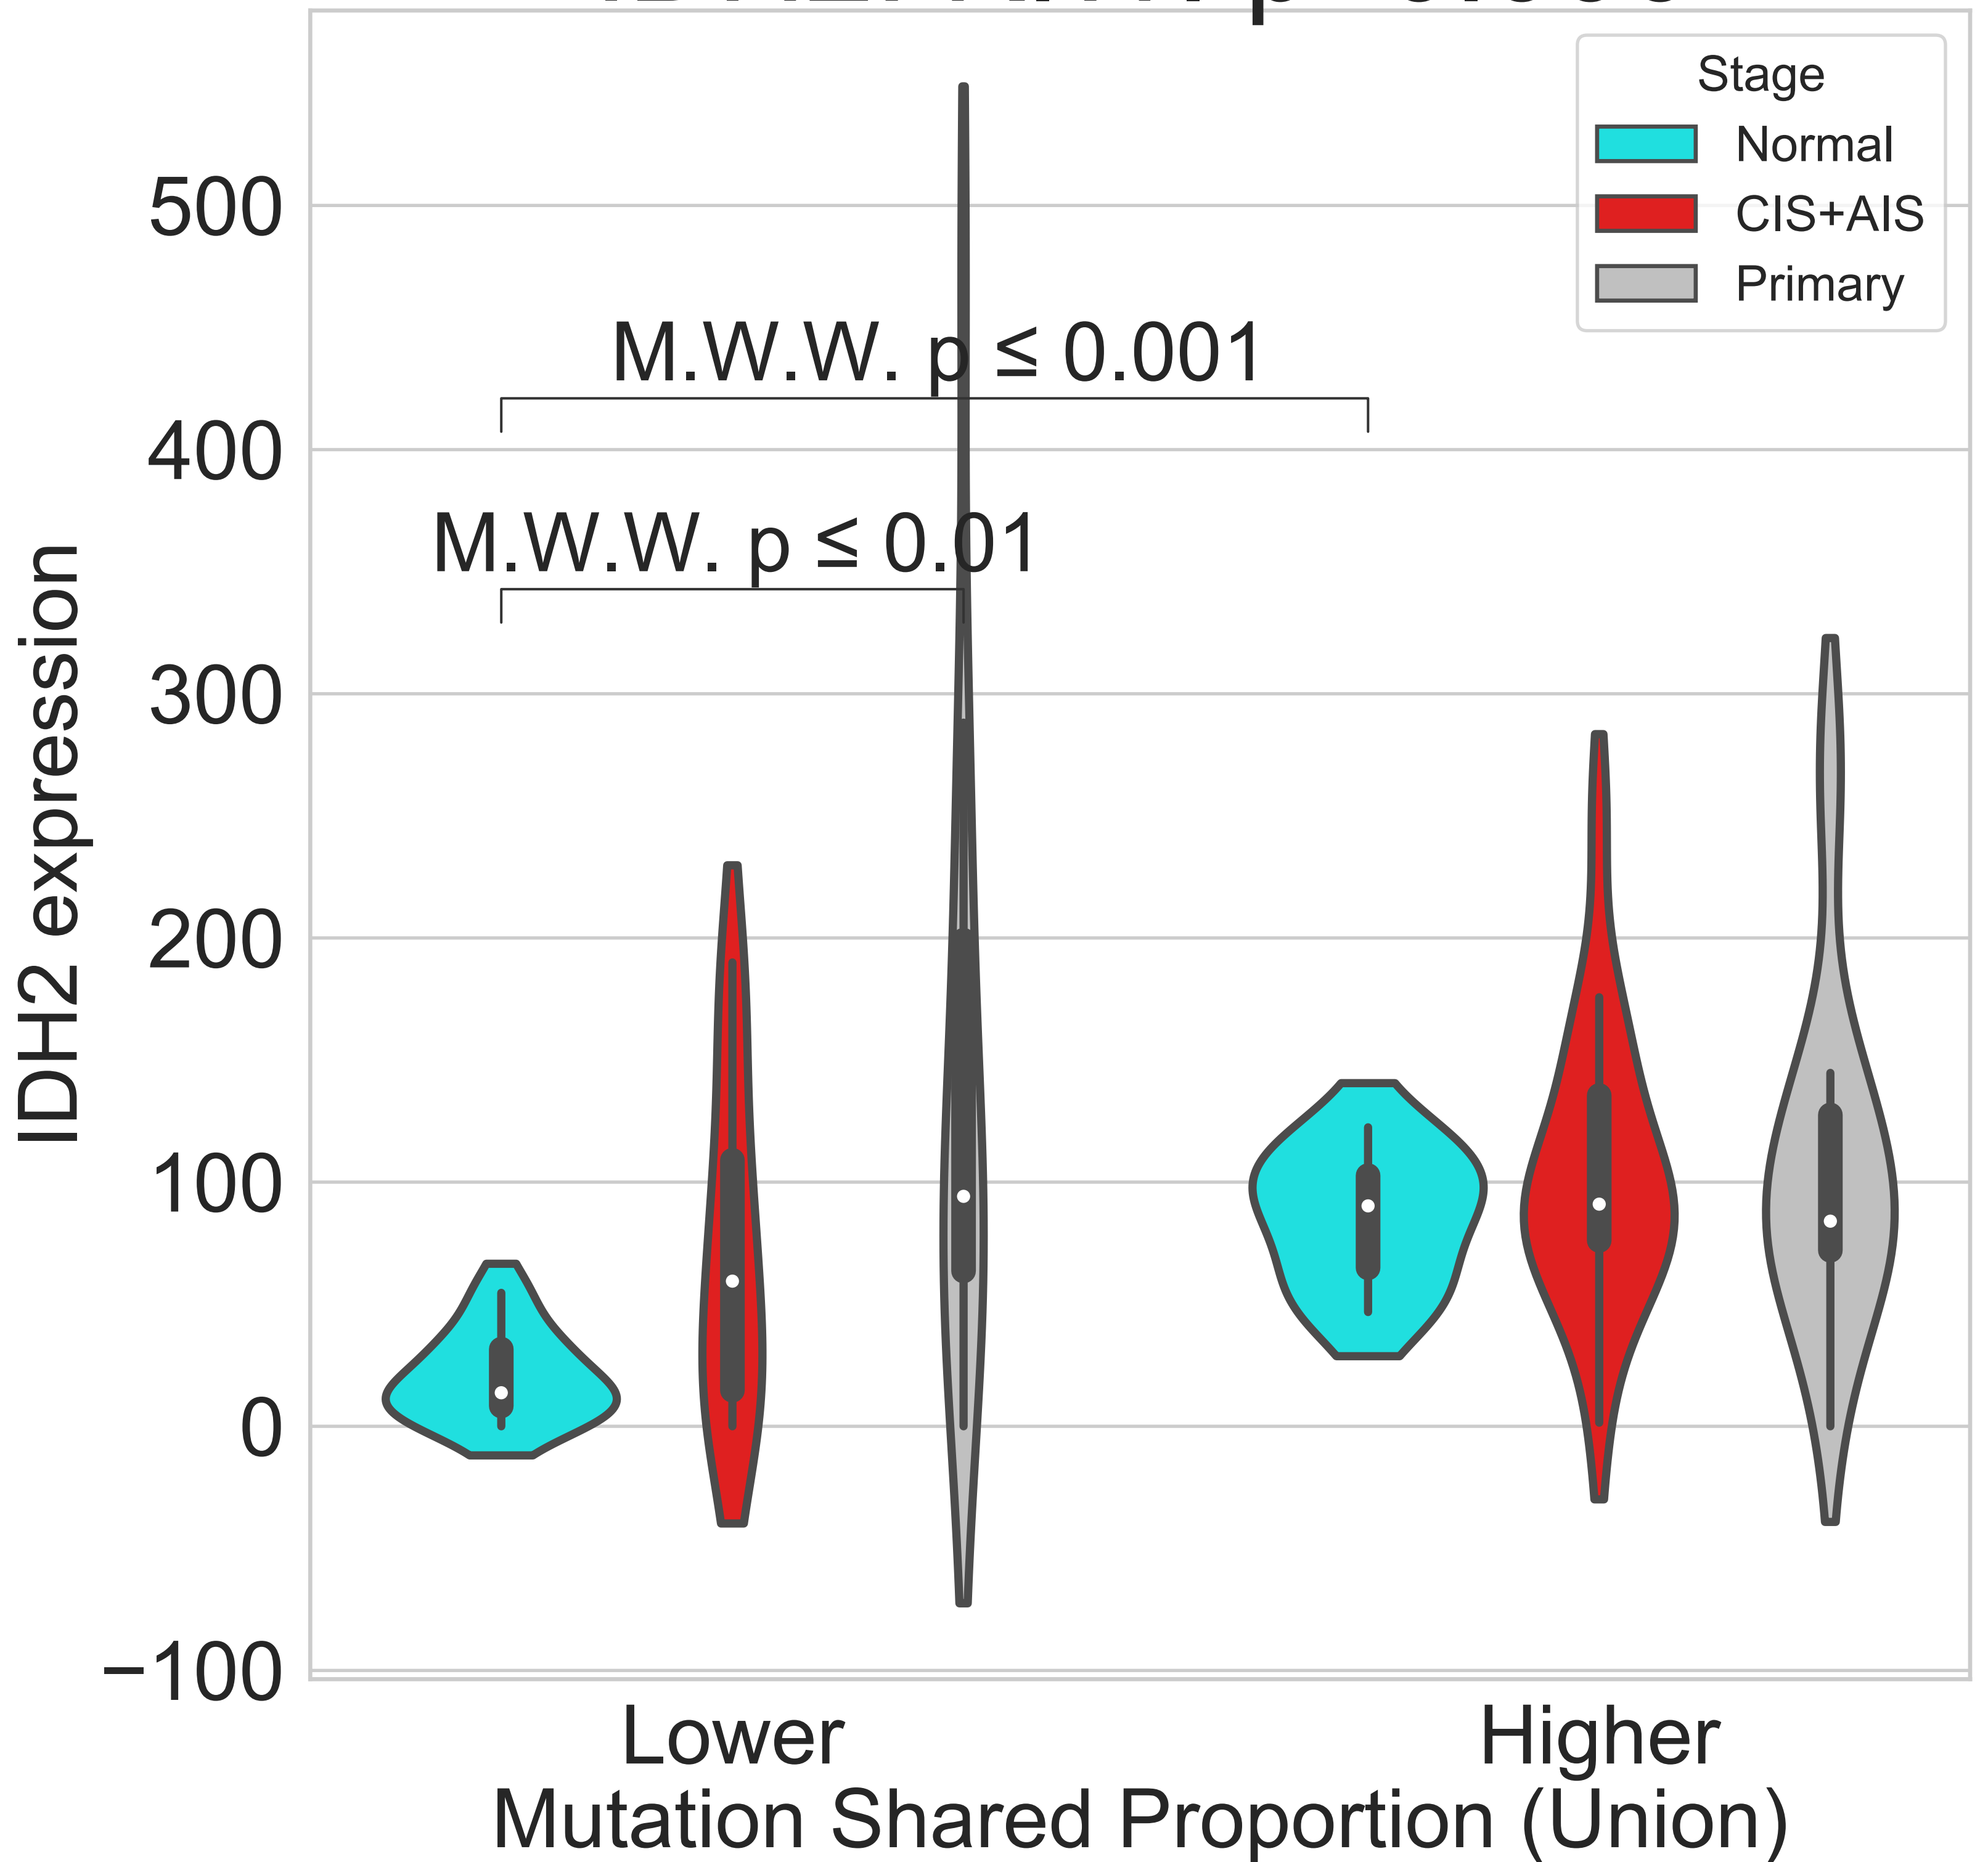 Stage
Normal
CIS+AIS
Primary
M.W.W. p ≤ 0.001
M.W.W. p ≤ 0.01
IDH2 expression
500
400
300
200
100
0
−100
Lower
Higher
Mutation Shared Proportion (Union)